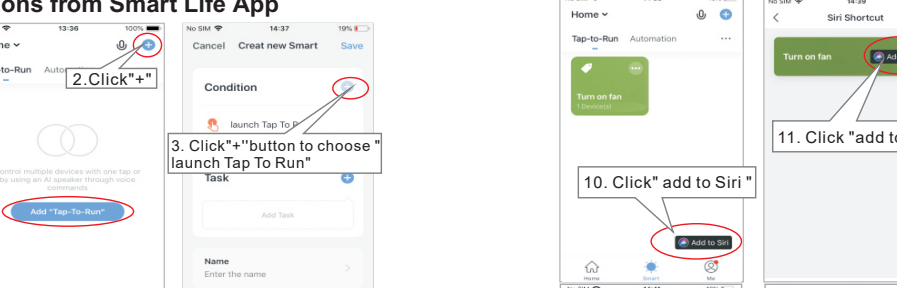 ons from Smart Life App
13:36
100%
2.Click"+"
to-Run
control multiple devices with one tap or
by using an AI speaker through voice
commands
Add "Tap-To-Run"
No SIM
14:37
19%
Cancel
Creat new Smart
Save
Condition
launch Tap To
3. Click"+"button to choose "
launch Tap To Run"
Task
Add Task
Name
Enter the name
Home
Tap-to-Run
Automation
Turn on fan
1 Device(s)
10. Click" add to Siri "
Add to Siri
Home
Smart
Me
No SIM
14:39
Siri Shortcut
Turn on fan
11. Click "add to